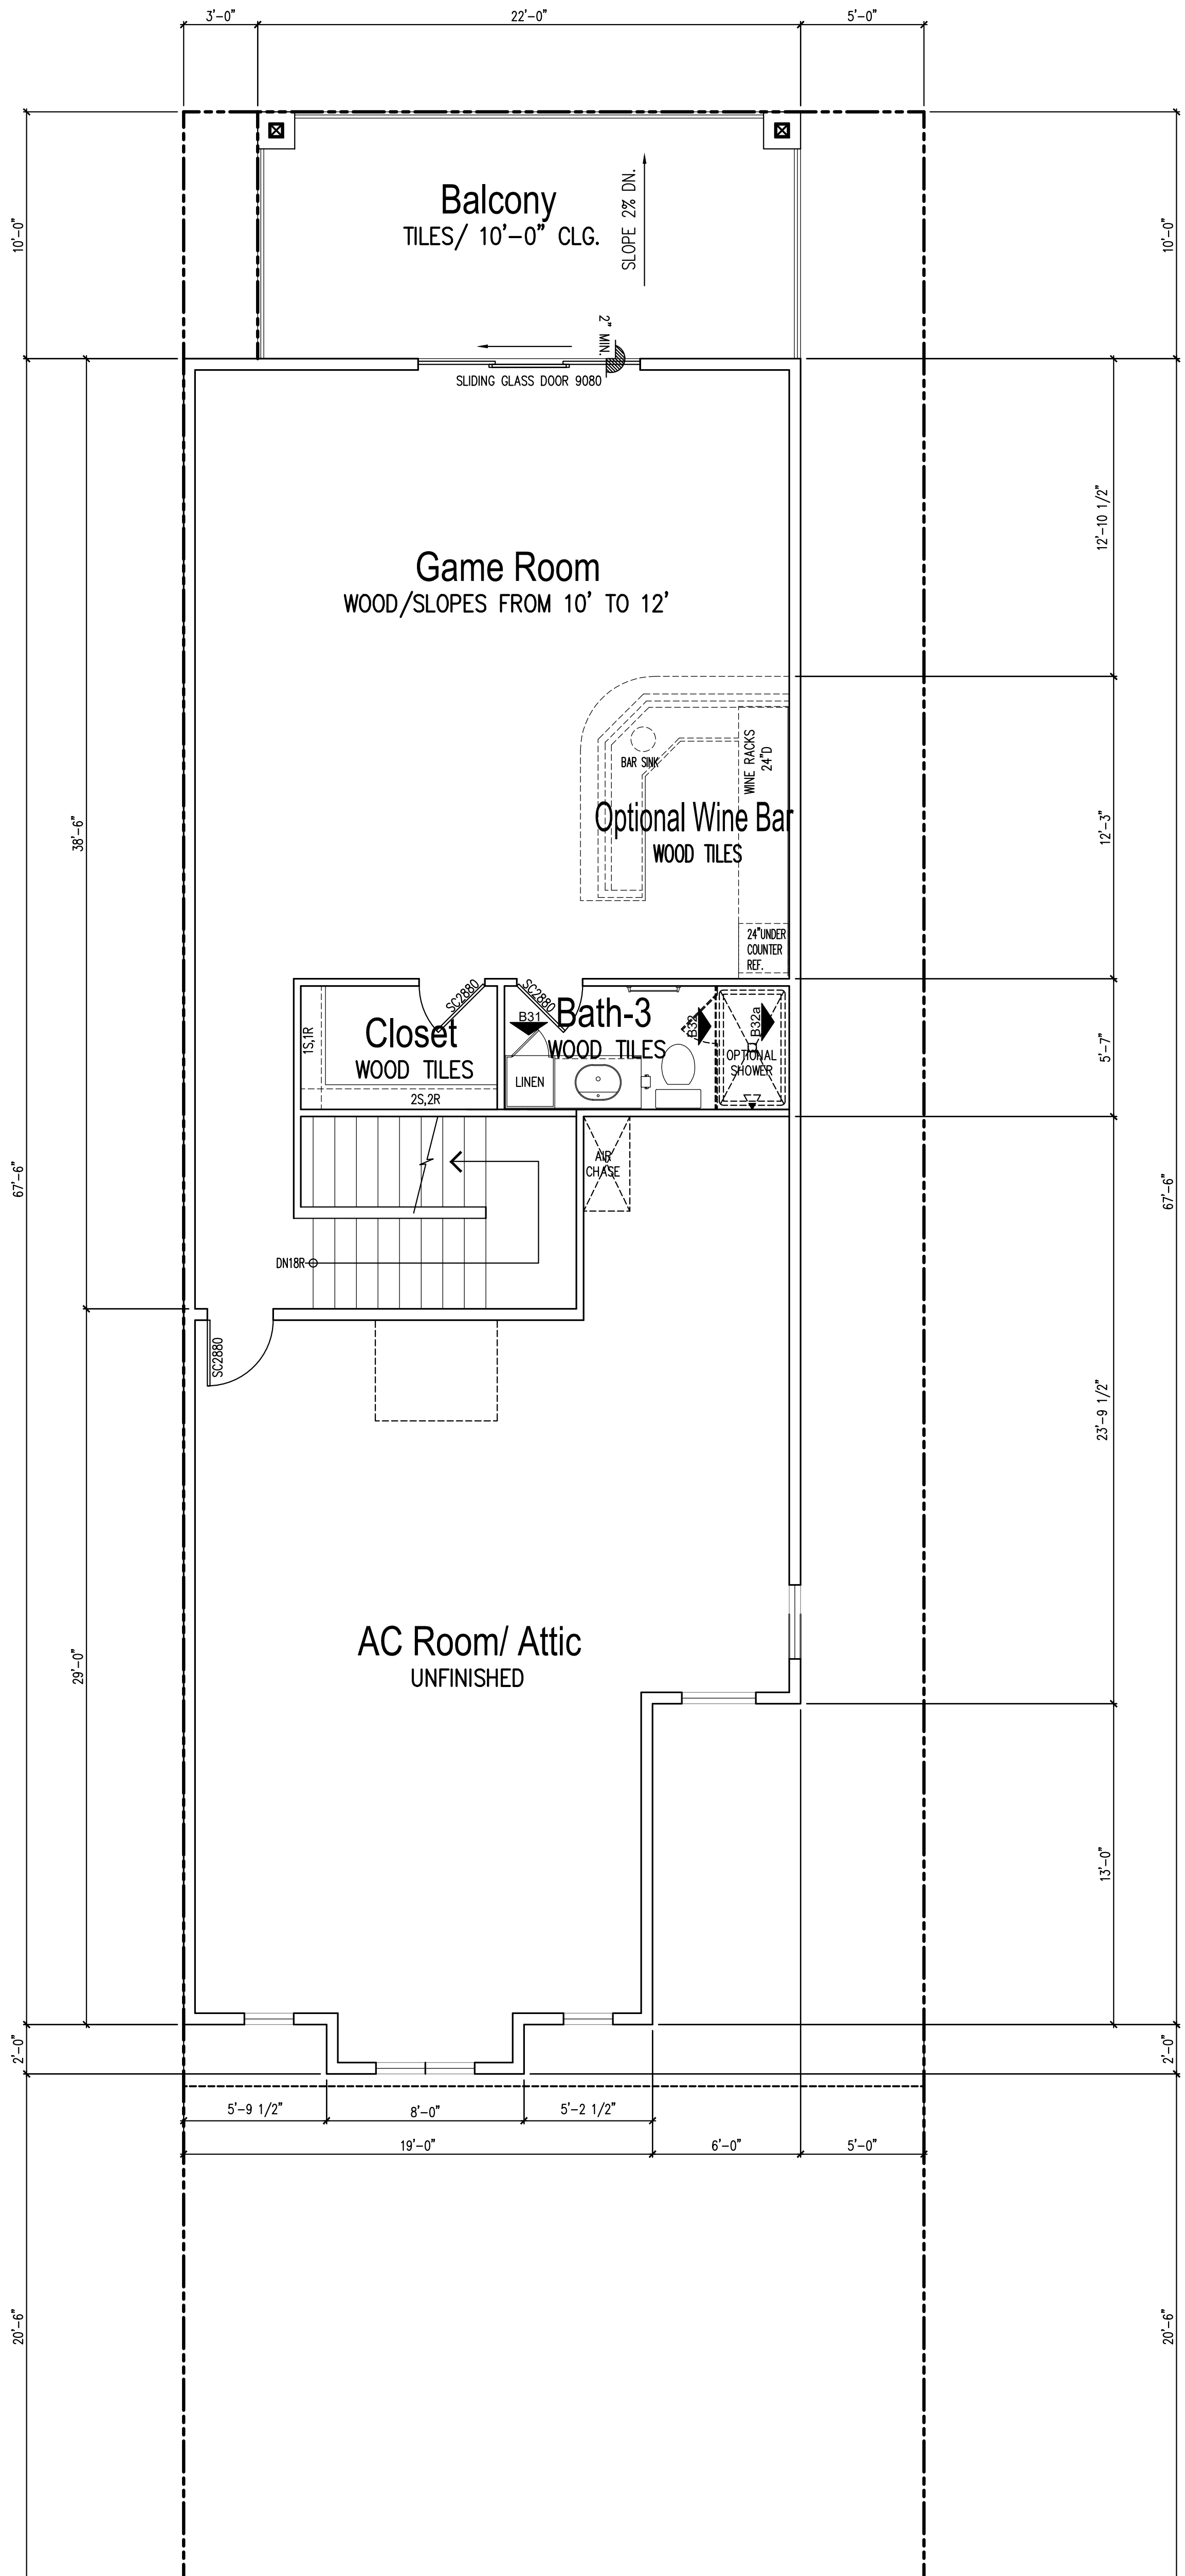 3'-0" 22'-0" 5'-0"
10'-0"
Balcony
TILES/ 10'-0" CLG.
SLOPE 2% DN.
10'-0"
2" MIN.
SLIDING GLASS DOOR 9080
12'-10 1/2"
Game Room
WOOD/SLOPES FROM 10' TO 12'
BAR SINK
WINE RACKS
24"D
38'-6"
Optional Wine Bar
WOOD TILES
12'-3"
24"UNDER
COUNTER
REF.
SC2880
SC2880
1S,1R
Closet
WOOD TILES
2S,2R
B31
Bath-3
WOOD TILES
LINEN
B32
B32a
OPTIONAL
SHOWER
5'-7"
67'-6"
AIR
CHASE
67'-6"
DN18R
SC2880
23'-9 1/2"
29'-0"
AC Room/ Attic
UNFINISHED
13'-0"
2'-0"
2'-0"
5'-9 1/2" 8'-0" 5'-2 1/2"
19'-0" 6'-0" 5'-0"
20'-6"
20'-6"